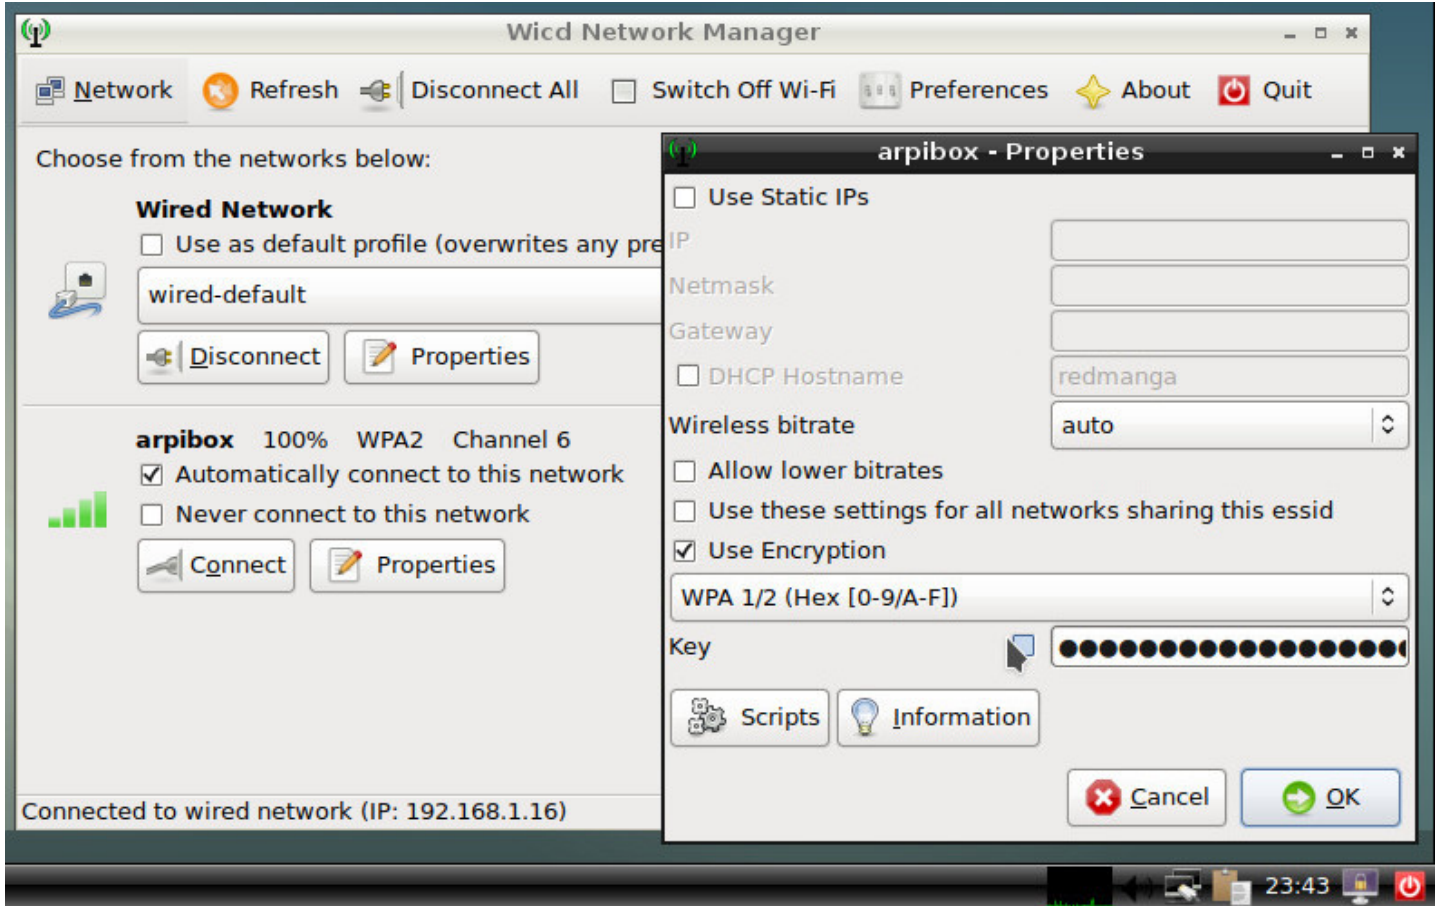 Wicd Network Manager
Network Refresh Disconnect All Switch Off Wi-Fi Preferences About Quit
Choose from the networks below:
Wired Network
Use as default profile (overwrites any pre
wired-default
Disconnect Properties
arpibox 100% WPA2 Channel 6
Automatically connect to this network
Never connect to this network
Connect Properties
Connected to wired network (IP: 192.168.1.16)
arpibox - Properties
Use Static IPs
IP
Netmask
Gateway
DHCP Hostname redmanga
Wireless bitrate auto
Allow lower bitrates
Use these settings for all networks sharing this essid
Use Encryption
WPA 1/2 (Hex [0-9/A-F])
Key
Scripts Information
Cancel OK
23:43